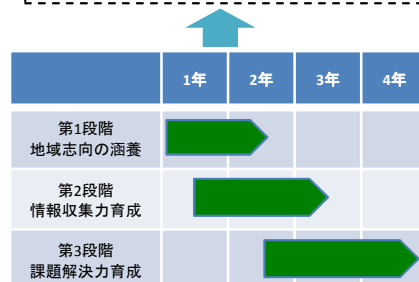 1年 2年 3年 4年
第1段階
地域志向の涵養
第2段階
情報収集力育成
第3段階
課題解決力育成